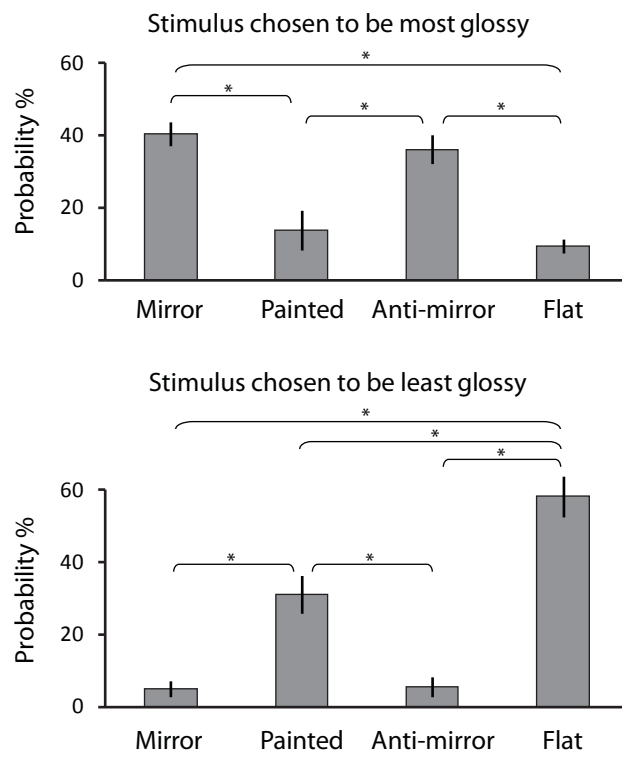 Stimulus chosen to be most glossy
60
40
20
0
Probability %
*
*
*
*
Mirror Painted Anti-mirror Flat
Stimulus chosen to be least glossy
*
*
*
60
40
20
0
Probability %
*
*
Mirror Painted Anti-mirror Flat